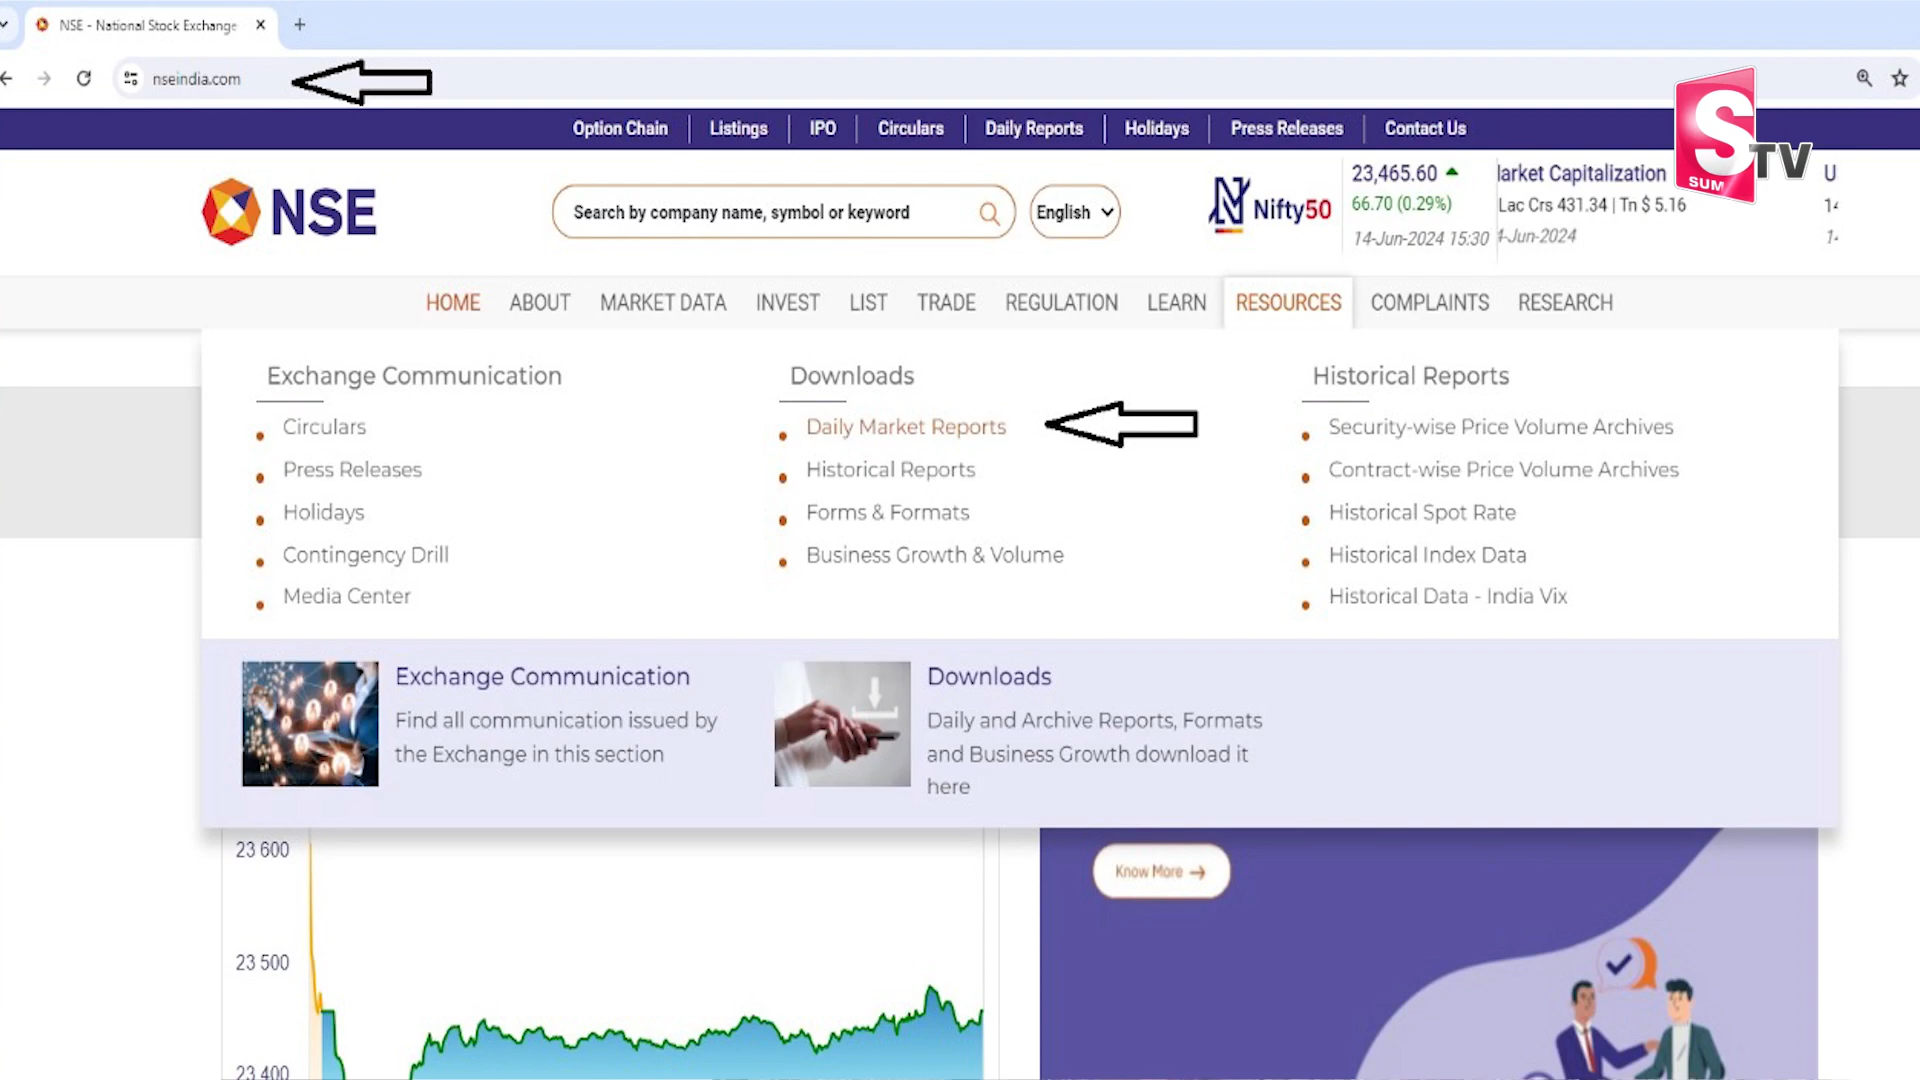 NSE - National Stock Exchange
nseindia.com
Option Chain
Listings
IPO
Circulars
Daily Reports
Holidays
Press Releases
Contact Us
STV
SUM
NSE
Search by company name, symbol or keyword
English
Nifty50
23,465.60
66.70 (0.29%)
14-Jun-2024 15:30
Market Capitalization
Lac Crs 431.34 | Tn $ 5.16
-Jun-2024
U
HOME
ABOUT
MARKET DATA
INVEST
LIST
TRADE
REGULATION
LEARN
RESOURCES
COMPLAINTS
RESEARCH
Exchange Communication
Circulars
Press Releases
Holidays
Contingency Drill
Media Center
Downloads
Daily Market Reports
Historical Reports
Forms & Formats
Business Growth & Volume
Historical Reports
Security-wise Price Volume Archives
Contract-wise Price Volume Archives
Historical Spot Rate
Historical Index Data
Historical Data - India Vix
Exchange Communication
Find all communication issued by
the Exchange in this section
Downloads
Daily and Archive Reports, Formats
and Business Growth download it
here
23 600
23 500
23 400
Know More